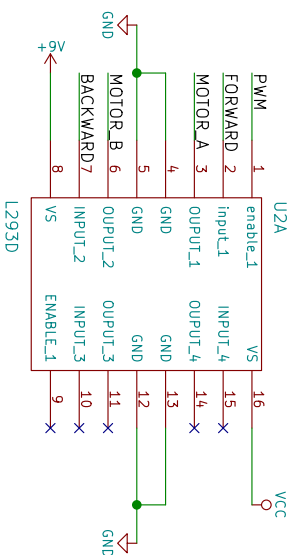 U2A
VCC
PWM 1 enable_1 VS 16
FORWARD 2 input_1 INPUT_4 15
MOTOR_A 3 OUPUT_1 OUPUT_4 14
4 GND GND 13
5 GND GND 12
GND
GND
MOTOR_B 6 OUPUT_2 OUPUT_3 11
BACKWARD 7 INPUT_2 INPUT_3 10
+9V
8 VS ENABLE_1 9
L293D